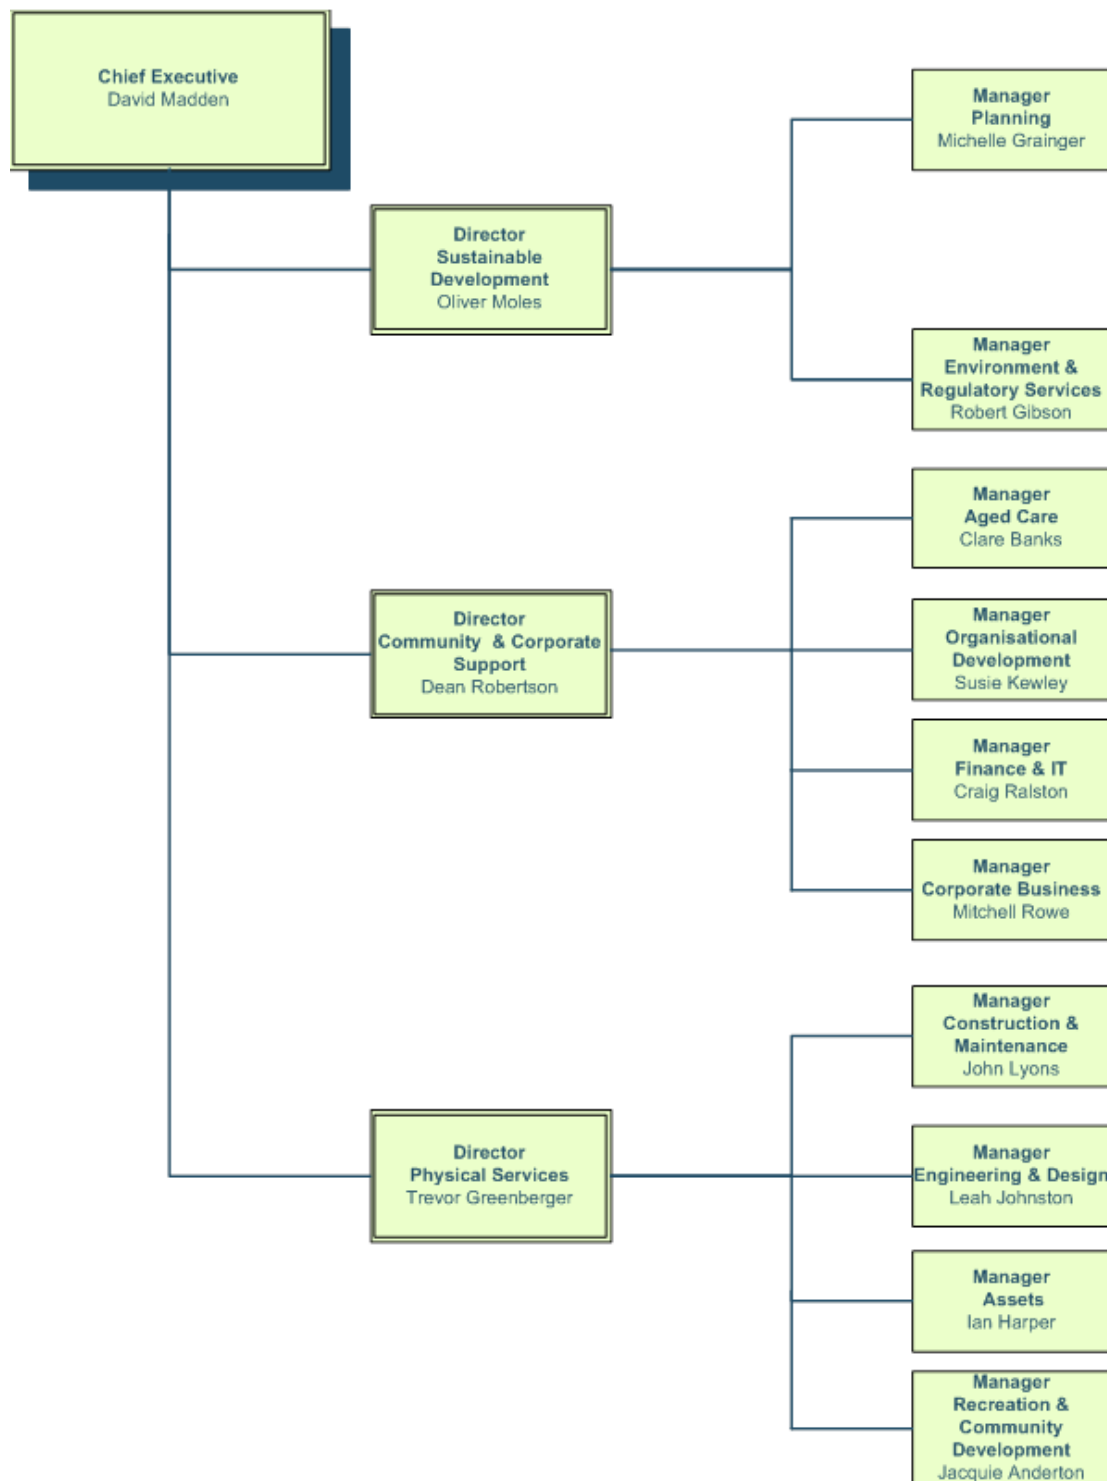 Chief Executive
David Madden
Manager
Planning
Michelle Grainger
Director
Sustainable
Development
Oliver Moles
Manager
Environment &
Regulatory Services
Robert Gibson
Manager
Aged Care
Clare Banks
Director
Community & Corporate
Support
Dean Robertson
Manager
Organisational
Development
Susie Kewley
Manager
Finance & IT
Craig Ralston
Manager
Corporate Business
Mitchell Rowe
Manager
Construction &
Maintenance
John Lyons
Director
Physical Services
Trevor Greenberger
Manager
Engineering & Design
Leah Johnston
Manager
Assets
Ian Harper
Manager
Recreation &
Community
Development
Jacquie Anderton